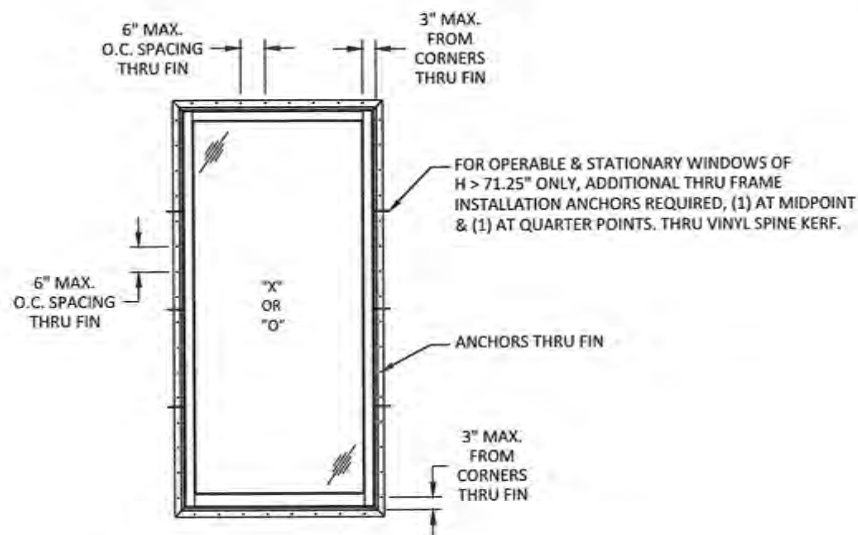 6" MAX.
O.C. SPACING
THRU FIN
3" MAX.
FROM
CORNERS
THRU FIN
FOR OPERABLE & STATIONARY WINDOWS OF
H > 71.25" ONLY, ADDITIONAL THRU FRAME
INSTALLATION ANCHORS REQUIRED, (1) AT MIDPOINT
& (1) AT QUARTER POINTS. THRU VINYL SPINE KERF.
6" MAX.
O.C. SPACING
THRU FIN
"X"
OR
"O"
ANCHORS THRU FIN
3" MAX.
FROM
CORNERS
THRU FIN